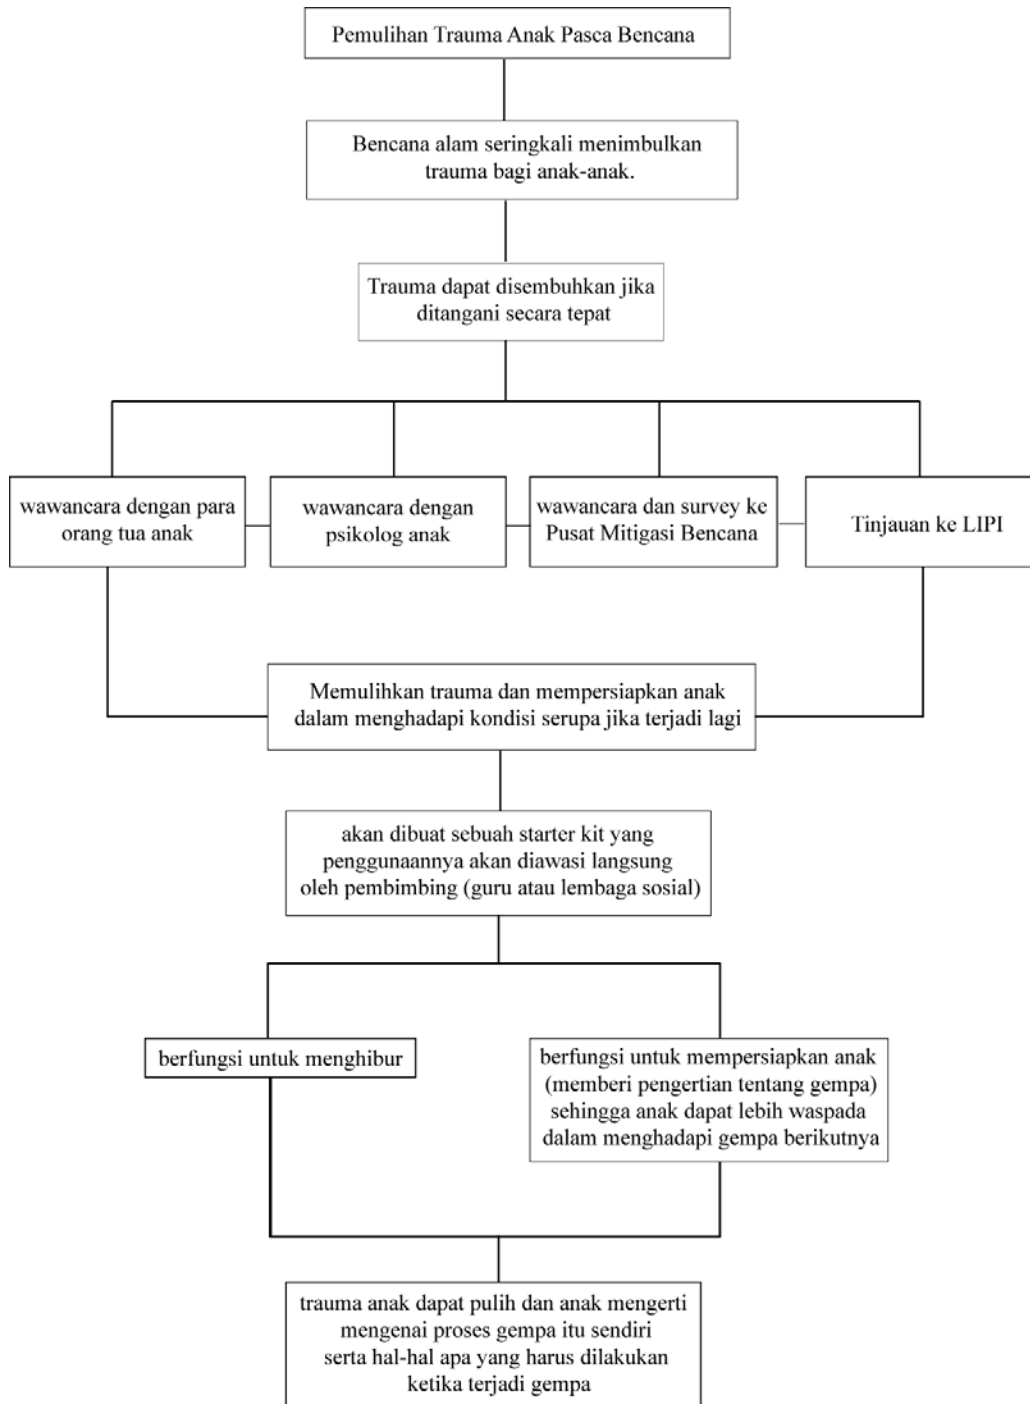 Pemulihan Trauma Anak Pasca Bencana
Bencana alam seringkali menimbulkan
trauma bagi anak-anak.
Trauma dapat disembuhkan jika
ditangani secara tepat
wawancara dengan para
orang tua anak
wawancara dengan
psikolog anak
wawancara dan survey ke
Pusat Mitigasi Bencana
Tinjauan ke LIPI
Memulihkan trauma dan mempersiapkan anak
dalam menghadapi kondisi serupa jika terjadi lagi
akan dibuat sebuah starter kit yang
penggunaannya akan diawasi langsung
oleh pembimbing (guru atau lembaga sosial)
berfungsi untuk menghibur
berfungsi untuk mempersiapkan anak
(memberi pengertian tentang gempa)
sehingga anak dapat lebih waspada
dalam menghadapi gempa berikutnya
trauma anak dapat pulih dan anak mengerti
mengenai proses gempa itu sendiri
serta hal-hal apa yang harus dilakukan
ketika terjadi gempa